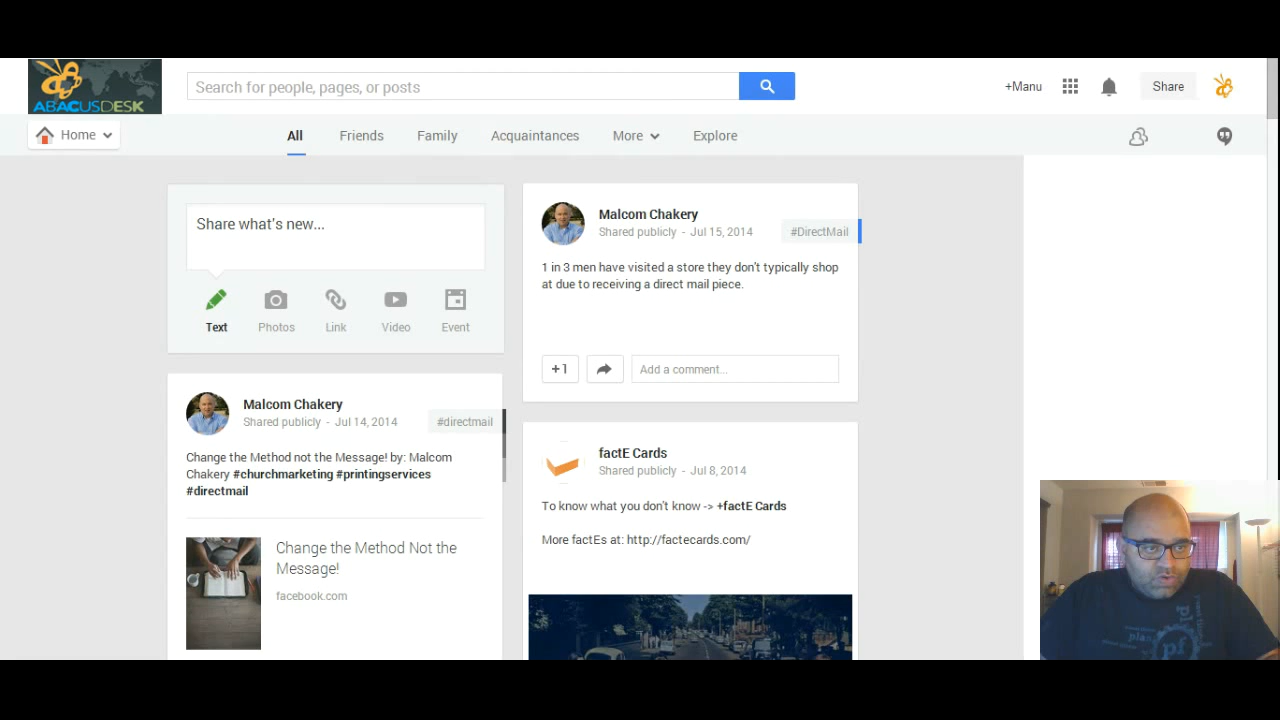 ABACUSDESK
Search for people, pages, or posts
+Manu
Share
Home
All
Friends
Family
Acquaintances
More
Explore
Share what's new...
Text
Photos
Link
Video
Event
Malcom Chakery
Shared publicly - Jul 15, 2014
#DirectMail
1 in 3 men have visited a store they don't typically shop
at due to receiving a direct mail piece.
+1
Add a comment...
Malcom Chakery
Shared publicly - Jul 14, 2014
#directmail
Change the Method not the Message! by: Malcom
Chakery #churchmarketing #printingservices
#directmail
Change the Method Not the
Message!
facebook.com
factE Cards
Shared publicly - Jul 8, 2014
To know what you don't know -> +factE Cards
More factEs at: http://factecards.com/
plan
pf